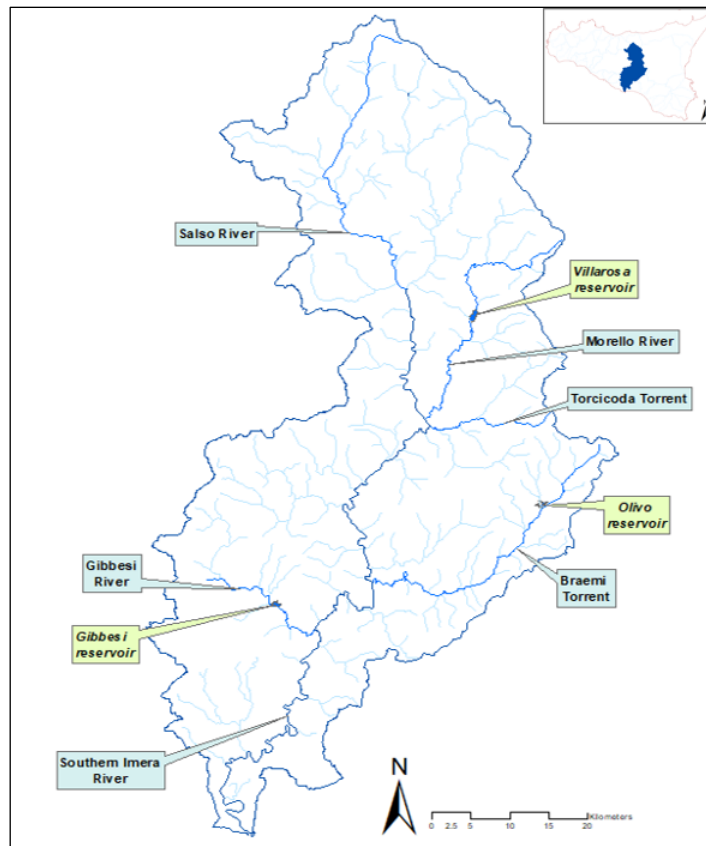 Salso River
Villarosa
reservoir
Morello River
Torcicoda Torrent
Olivo
reservoir
Gibbesi
River
Braemi
Torrent
Gibbesi
reservoir
Southern Imera
River
N
Kilometers
0 2.5 5 10 15 20